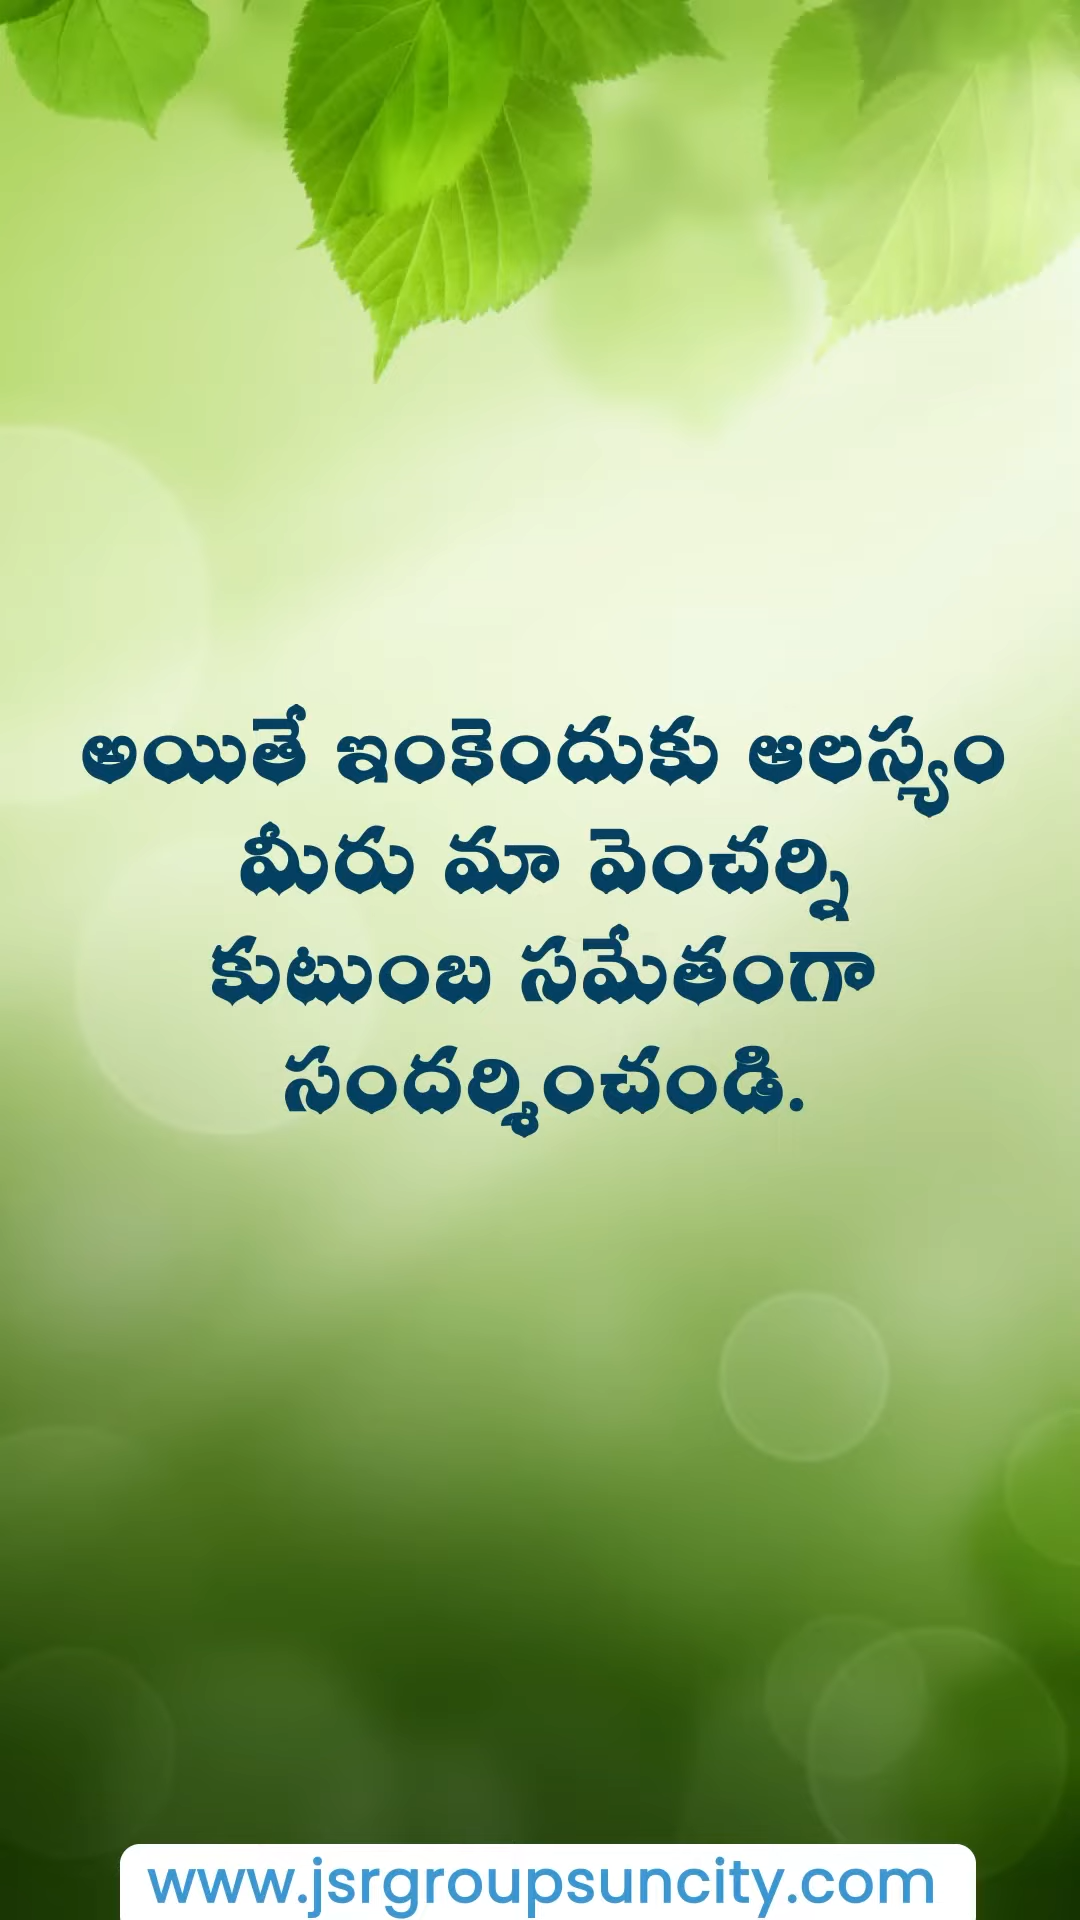 అయితే ఇంకెందుకు ఆలస్యం
మీరు మా వెంచర్ని
కుటుంబ సమేతంగా
సందర్శించండి.
www.jsrgroupsuncity.com